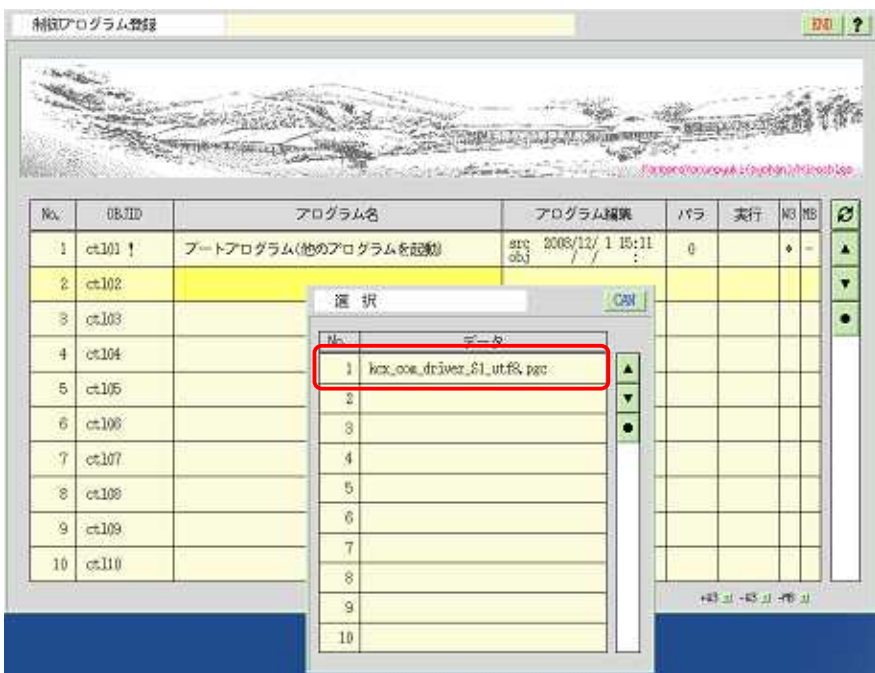 制御プログラム登録
END ?
No. OBJID プログラム名 プログラム編集 パラ 実行 W3 MB
1 ctl01 ! ブートプログラム(他のプログラムを起動) src 2008/12/ 1 15:11 0 * -
obj / / :
2 ctl02
3 ctl03
4 ctl04
5 ctl05
6 ctl06
7 ctl07
8 ctl08
9 ctl09
10 ctl10
選 択 CAN
No. データ
1 kcx_com_driver_S1_utf8.pgc
2
3
4
5
6
7
8
9
10